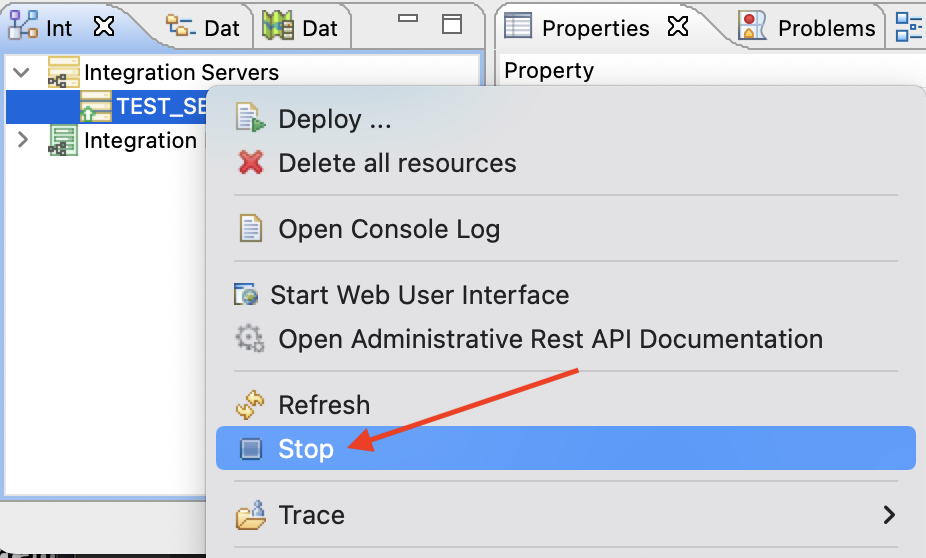 Int Dat Dat Properties Problems
Integration Servers
Property
TEST_SE
Integration
Deploy ...
Delete all resources
Open Console Log
Start Web User Interface
Open Administrative Rest API Documentation
Refresh
Stop
Trace